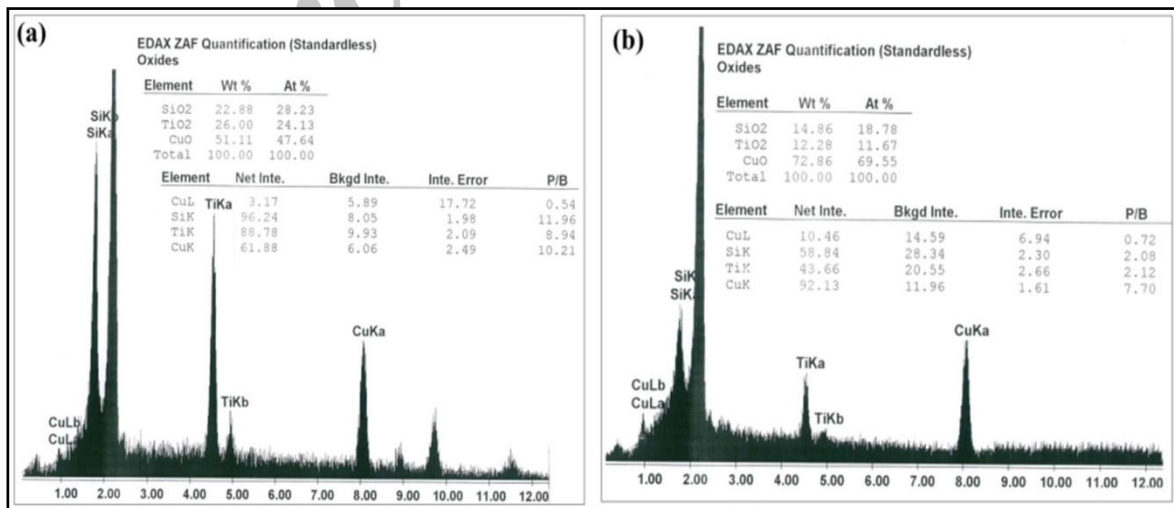 (a)
EDAX ZAF Quantification (Standardless)
Oxides
Element Wt % At %
SiO2 22.88 28.23
TiO2 26.00 24.13
CuO 51.11 47.64
Total 100.00 100.00
Element Net Inte. Bkgd Inte. Inte. Error P/B
CuL 3.17 5.89 17.72 0.54
SiK 96.24 8.05 1.98 11.96
TiK 88.78 9.93 2.09 8.94
CuK 61.88 6.06 2.49 10.21
SiKb
SiKa
TiKa
TiKb
CuKa
CuLb
CuLa
1.00 2.00 3.00 4.00 5.00 6.00 7.00 8.00 9.00 10.00 11.00 12.00
(b)
EDAX ZAF Quantification (Standardless)
Oxides
Element Wt % At %
SiO2 14.86 18.78
TiO2 12.28 11.67
CuO 72.86 69.55
Total 100.00 100.00
Element Net Inte. Bkgd Inte. Inte. Error P/B
CuL 10.46 14.59 6.94 0.72
SiK 58.84 28.34 2.30 2.08
TiK 43.66 20.55 2.66 2.12
CuK 92.13 11.96 1.61 7.70
SiK
SiKa
TiKa
TiKb
CuKa
CuLb
CuLa
1.00 2.00 3.00 4.00 5.00 6.00 7.00 8.00 9.00 10.00 11.00 12.00